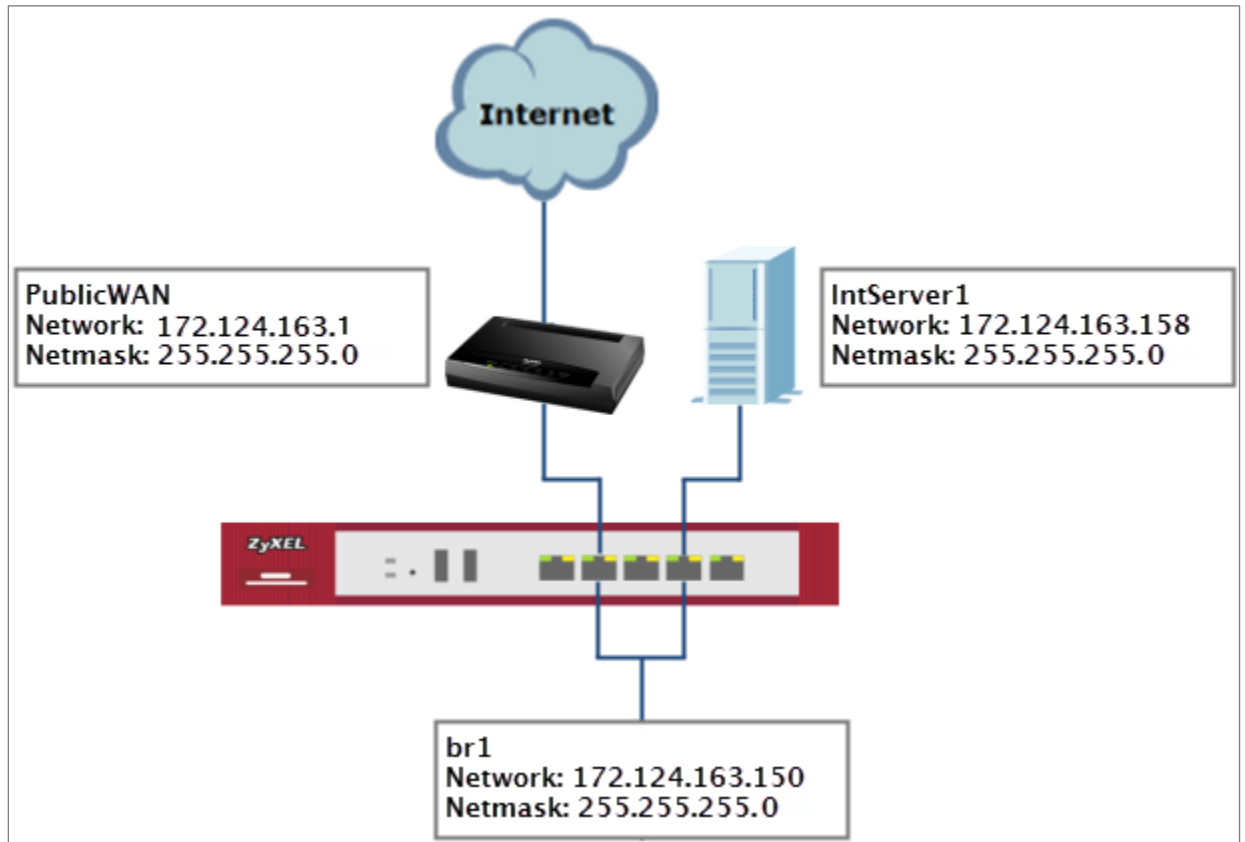 Internet
PublicWAN
Network: 172.124.163.1
Netmask: 255.255.255.0
IntServer1
Network: 172.124.163.158
Netmask: 255.255.255.0
ZyXEL
br1
Network: 172.124.163.150
Netmask: 255.255.255.0